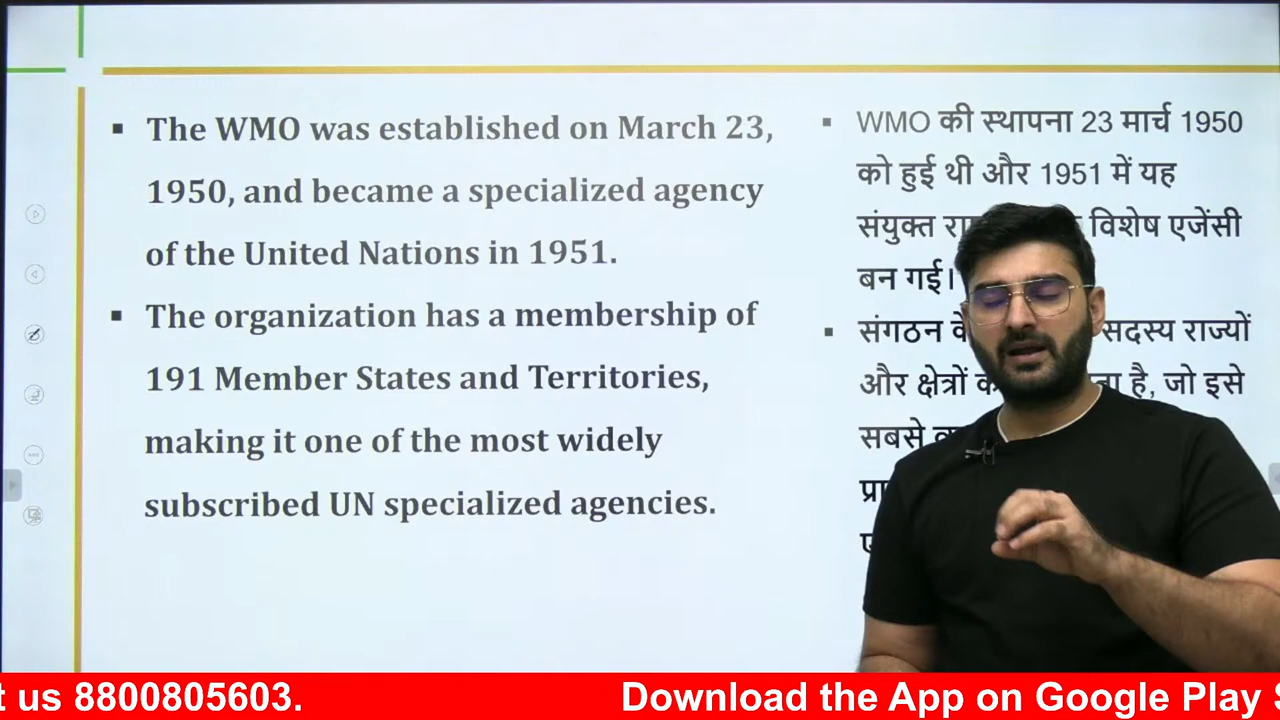 The WMO was established on March 23,
1950, and became a specialized agency
of the United Nations in 1951.
The organization has a membership of
191 Member States and Territories,
making it one of the most widely
subscribed UN specialized agencies.
WMO की स्थापना 23 मार्च 1950
को हुई थी और 1951 में यह
संयुक्त विशेष एजेंसी
बन गई।
संगठन सदस्य राज्यों
और क्षेत्रों है, जो इसे
सबसे
t us 8800805603. Download the App on Google Play S